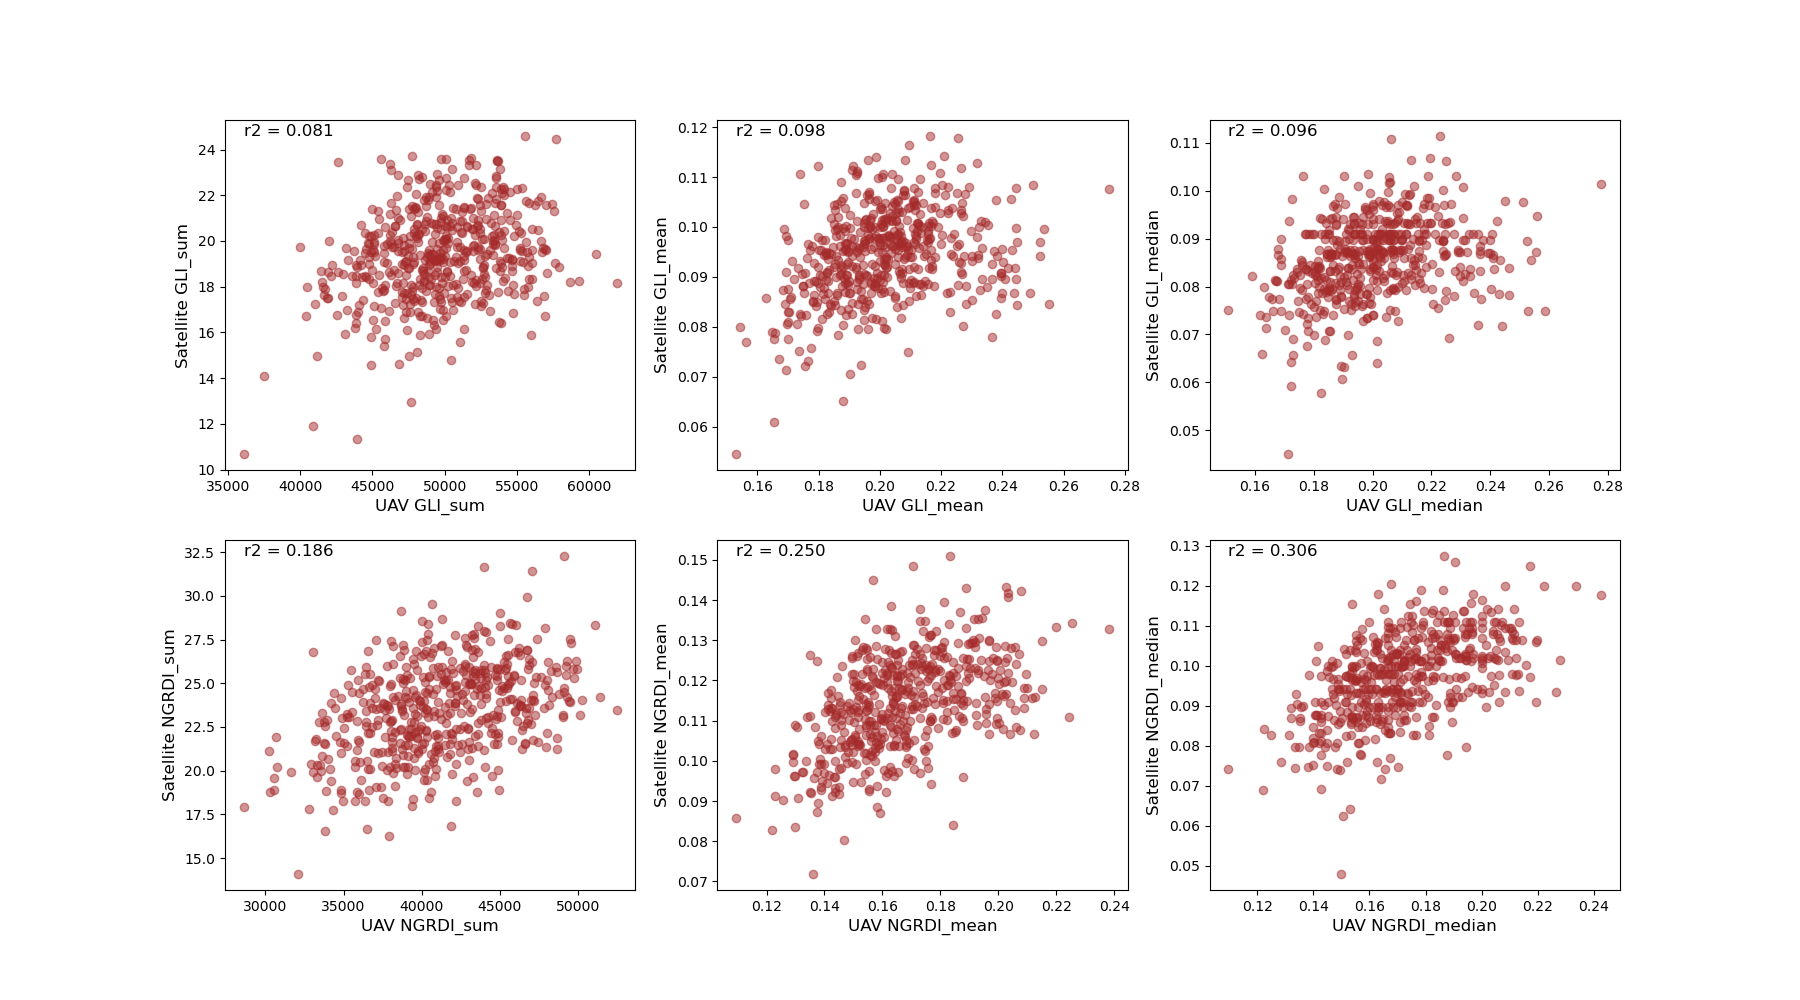 r2 = 0.081
r2 = 0.098
r2 = 0.096
24
22
20
18
16
14
12
10
Satellite GLI_sum
35000 40000 45000 50000 55000 60000
UAV GLI_sum
0.12
0.11
0.10
0.09
0.08
0.07
0.06
Satellite GLI_mean
0.16 0.18 0.20 0.22 0.24 0.26 0.28
UAV GLI_mean
0.11
0.10
0.09
0.08
0.07
0.06
0.05
Satellite GLI_median
0.16 0.18 0.20 0.22 0.24 0.26 0.28
UAV GLI_median
r2 = 0.186
r2 = 0.250
r2 = 0.306
32.5
30.0
27.5
25.0
22.5
20.0
17.5
15.0
Satellite NGRDI_sum
30000 35000 40000 45000 50000
UAV NGRDI_sum
0.15
0.14
0.13
0.12
0.11
0.10
0.09
0.08
0.07
Satellite NGRDI_mean
0.12 0.14 0.16 0.18 0.20 0.22 0.24
UAV NGRDI_mean
0.13
0.12
0.11
0.10
0.09
0.08
0.07
0.06
0.05
Satellite NGRDI_median
0.12 0.14 0.16 0.18 0.20 0.22 0.24
UAV NGRDI_median